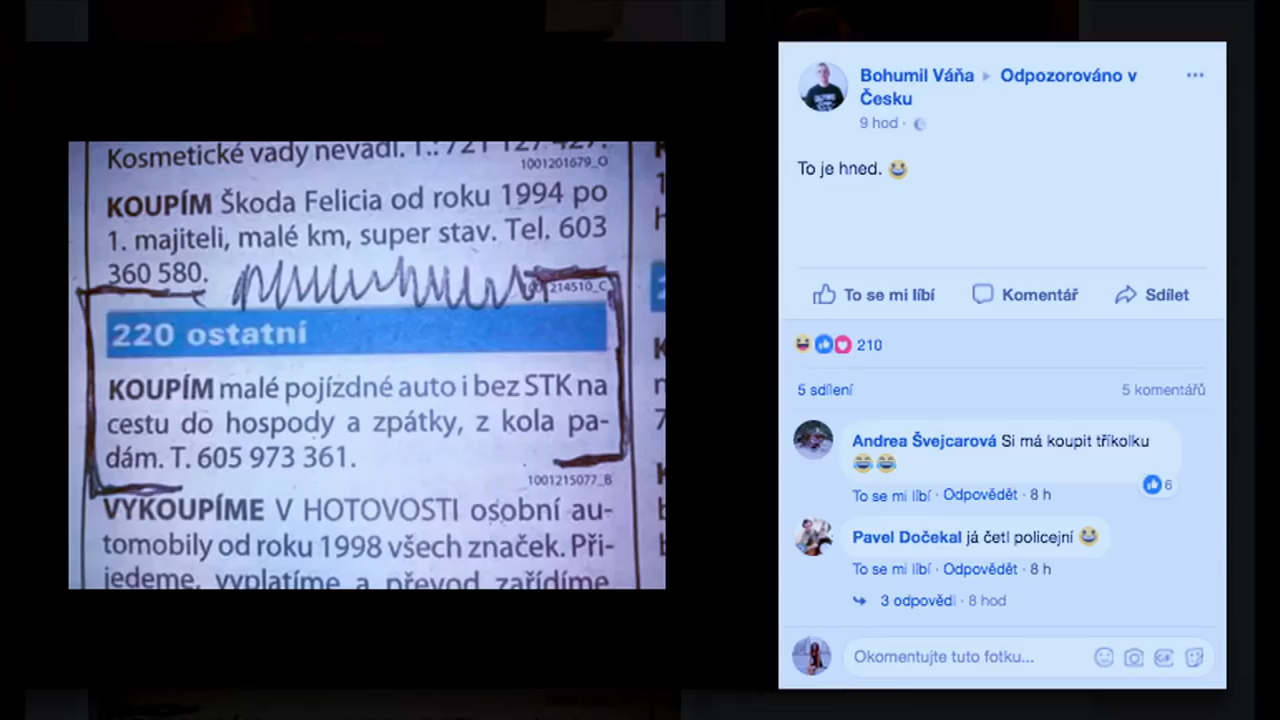 Kosmetické vady nevadí. T.: 721 127 427.
1001201679_O
KOUPÍM Škoda Felicia od roku 1994 po
1. majiteli, malé km, super stav. Tel. 603
360 580.
214510_C
220 ostatní
KOUPÍM malé pojízdné auto i bez STK na
cestu do hospody a zpátky, z kola pa-
dám. T. 605 973 361.
1001215077_B
VYKOUPÍME V HOTOVOSTI osobní au-
tomobily od roku 1998 všech značek. Při-
jedeme, vyplatíme a převod zařídíme
Bohumil Váňa ▸ Odpozorováno v
Česku
9 hod ·
To je hned. 😆
To se mi líbí
Komentář
Sdílet
210
5 sdílení
5 komentářů
Andrea Švejcarová Si má koupit tříkolku
😂😂
6
To se mi líbí · Odpovědět · 8 h
Pavel Dočekal já četl policejní 😆
To se mi líbí · Odpovědět · 8 h
3 odpovědi · 8 hod
Okomentujte tuto fotku...
GIF